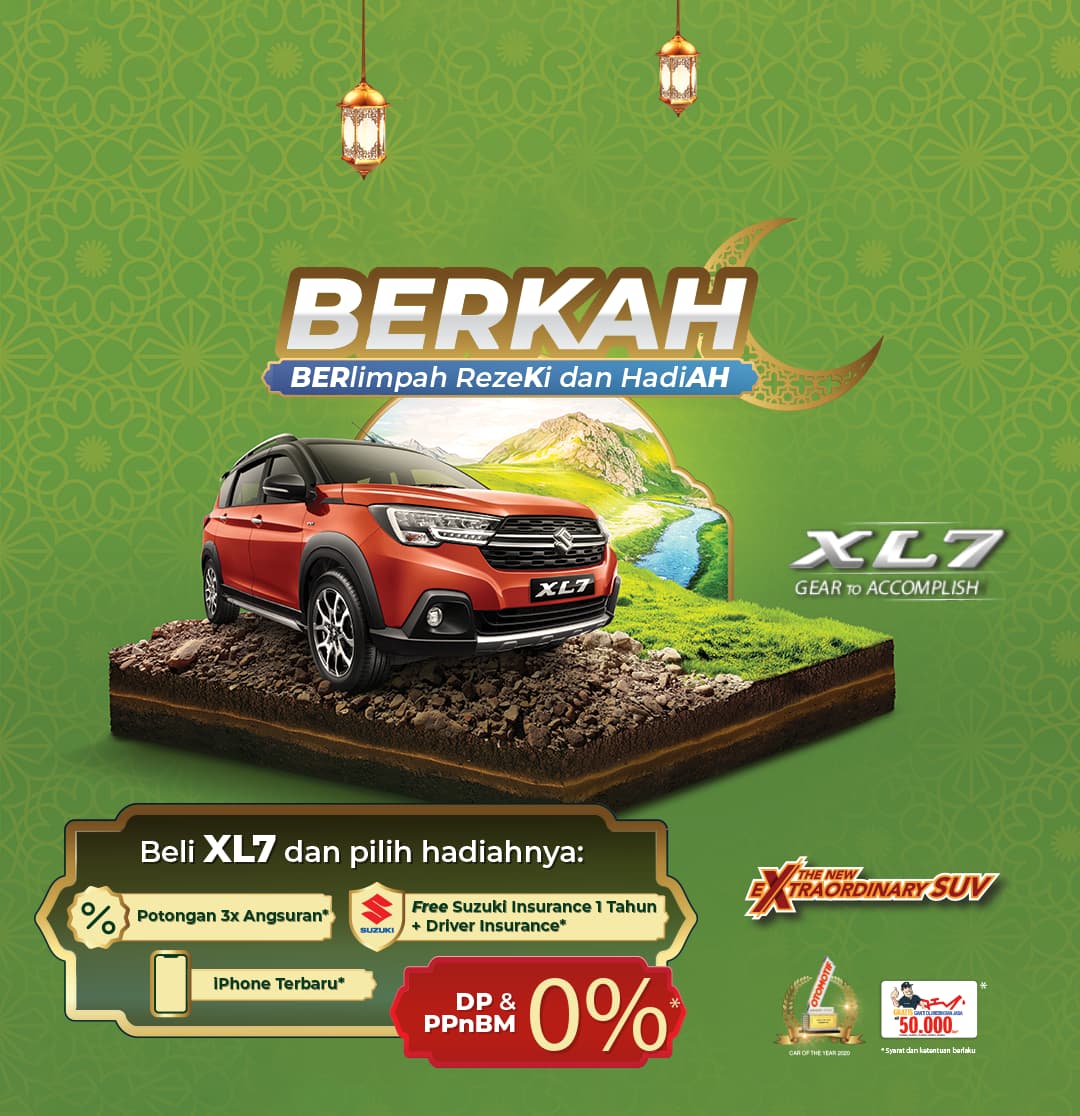 BERKAH
BERlimpah RezeKi dan HadiAH
XL7
XL7
GEAR TO ACCOMPLISH
Beli XL7 dan pilih hadiahnya:
Potongan 3x Angsuran*
SUZUKI
Free Suzuki Insurance 1 Tahun
+ Driver Insurance*
iPhone Terbaru*
DP &
PPnBM
0%*
THE NEW
EXTRAORDINARY SUV
OTOMOTIF
CAR OF THE YEAR 2020
GRATIS
50.000
*
* Syarat dan ketentuan berlaku